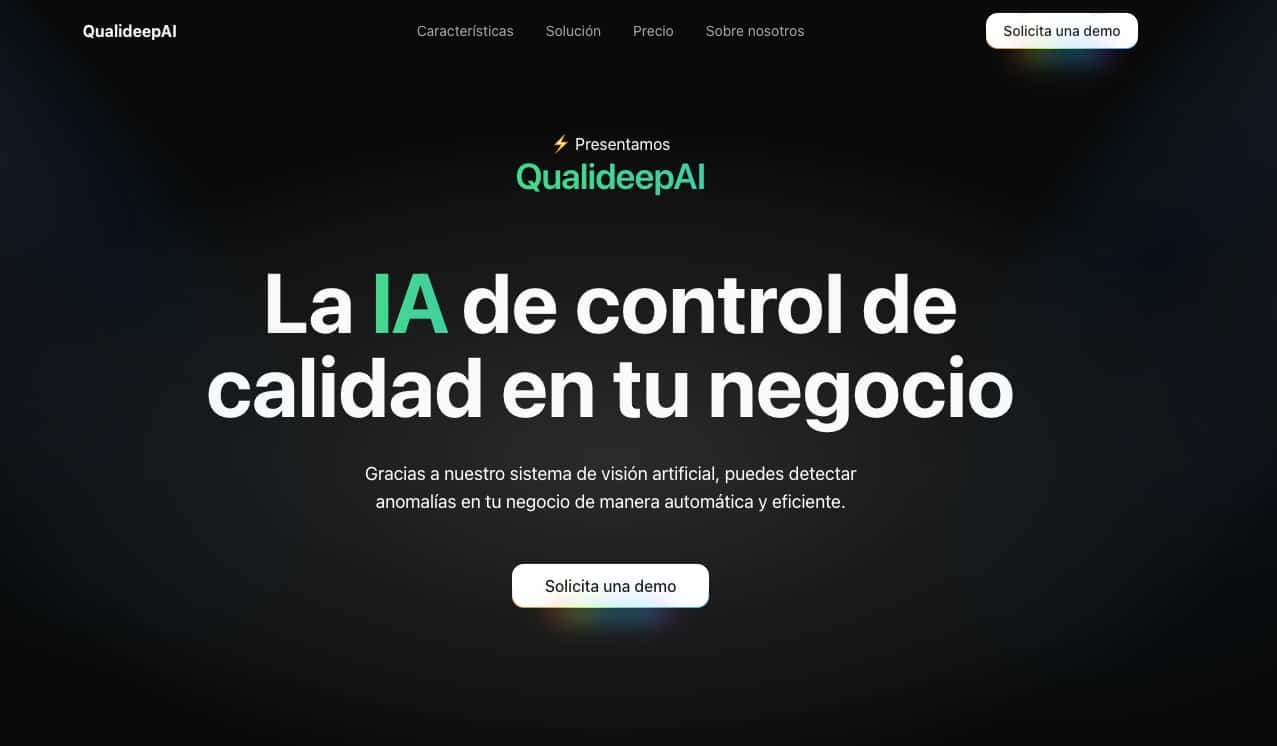 QualideepAI
Características
Solución
Precio
Sobre nosotros
Solicita una demo
⚡ Presentamos
QualideepAI
La IA de control de
calidad en tu negocio
Gracias a nuestro sistema de visión artificial, puedes detectar
anomalías en tu negocio de manera automática y eficiente.
Solicita una demo